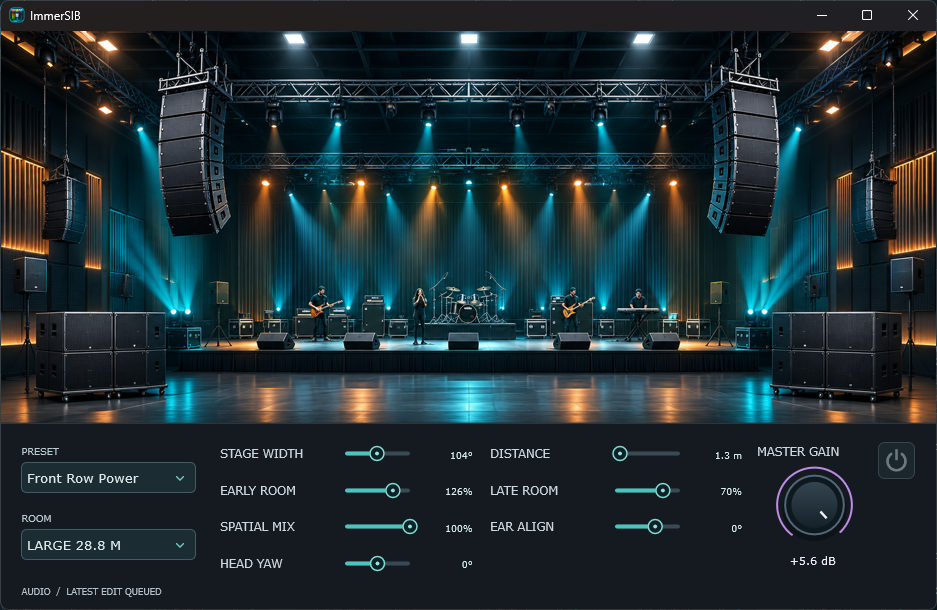 ImmerSIB
PRESET
Front Row Power
ROOM
LARGE 28.8 M
AUDIO / LATEST EDIT QUEUED
STAGE WIDTH 104°
EARLY ROOM 126%
SPATIAL MIX 100%
HEAD YAW 0°
DISTANCE 1.3 m
LATE ROOM 70%
EAR ALIGN 0°
MASTER GAIN
+5.6 dB